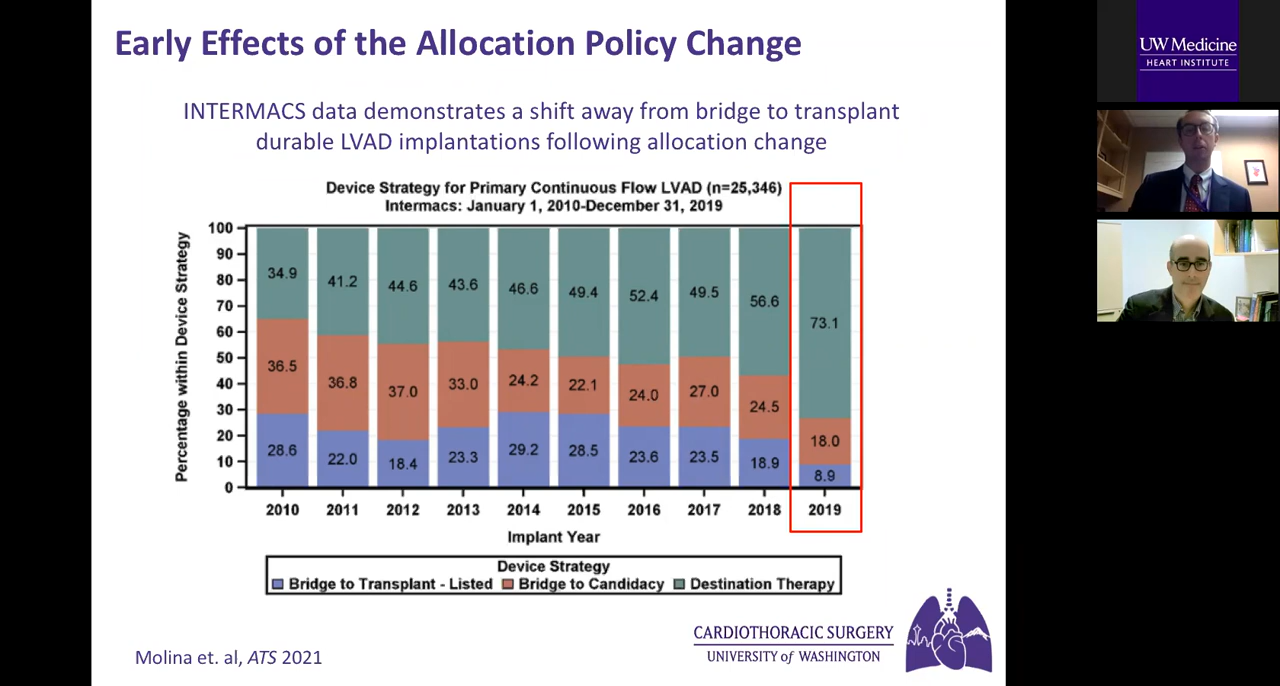 Early Effects of the Allocation Policy Change
INTERMACS data demonstrates a shift away from bridge to transplant
durable LVAD implantations following allocation change
Device Strategy for Primary Continuous Flow LVAD (n=25,346)
Intermacs: January 1, 2010-December 31, 2019
Percentage within Device Strategy
100
90
80
70
60
50
40
30
20
10
0
34.9 41.2 44.6 43.6 46.6 49.4 52.4 49.5 56.6 73.1
36.5 36.8 37.0 33.0 24.2 22.1 24.0 27.0 24.5 18.0
28.6 22.0 18.4 23.3 29.2 28.5 23.6 23.5 18.9 8.9
2010 2011 2012 2013 2014 2015 2016 2017 2018 2019
Implant Year
Device Strategy
Bridge to Transplant - Listed Bridge to Candidacy Destination Therapy
Molina et. al, ATS 2021
CARDIOTHORACIC SURGERY
UNIVERSITY of WASHINGTON
UW Medicine
HEART INSTITUTE